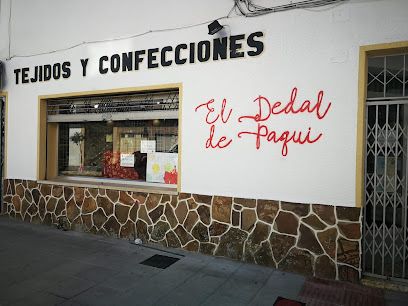 TEJIDOS Y CONFECCIONES
El Dedal
de Paqui